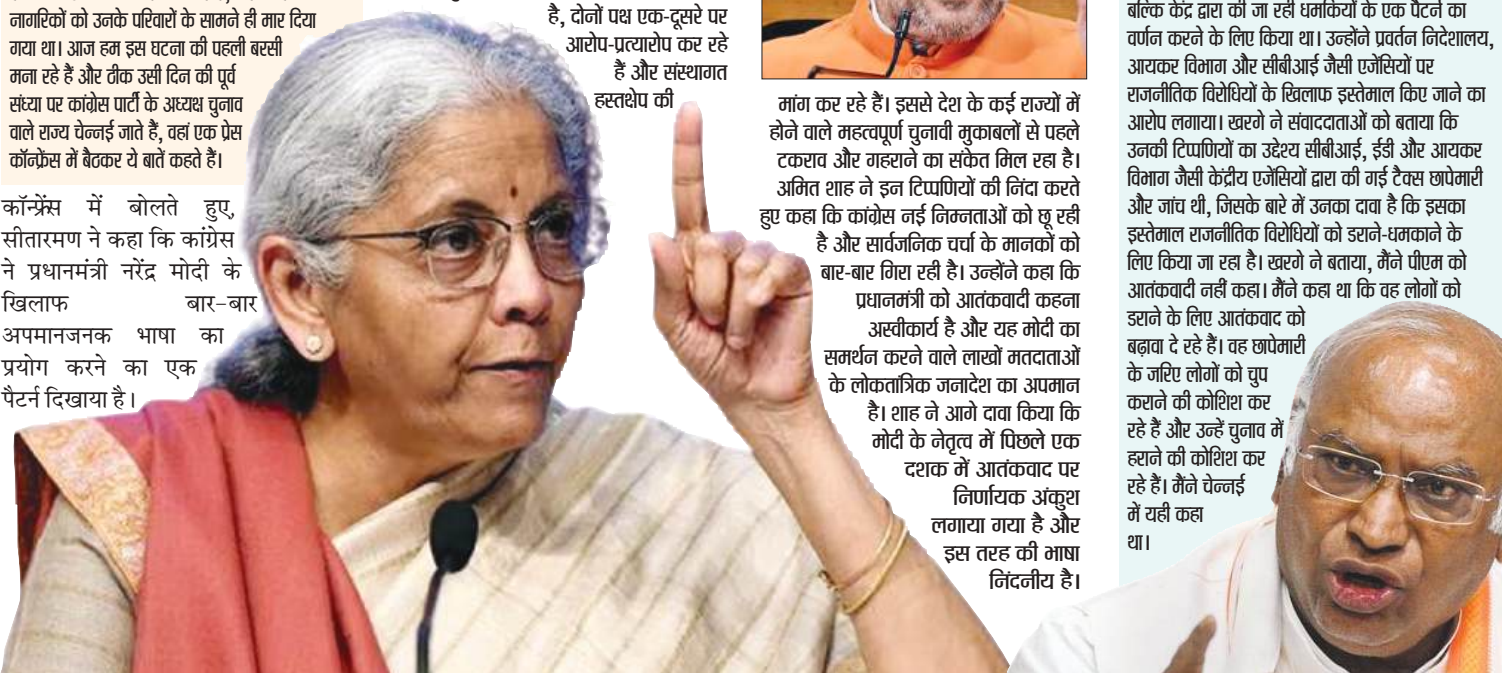 नागरिकों को उनके परिवारों के सामने ही मार दिया
गया था। आज हम इस घटना की पहली बरसी
मना रहे हैं और ठीक उसी दिन की पूर्व
संध्या पर कांग्रेस पार्टी के अध्यक्ष चुनाव
वाले राज्य चेन्नई जाते हैं, वहां एक प्रेस
कॉन्फ्रेंस में बैठकर ये बातें कहते हैं।
कॉन्फ्रेंस में बोलते हुए,
सीतारमण ने कहा कि कांग्रेस
ने प्रधानमंत्री नरेंद्र मोदी के
खिलाफ बार-बार
अपमानजनक भाषा का
प्रयोग करने का एक
पैटर्न दिखाया है।
है, दोनों पक्ष एक-दूसरे पर
आरोप-प्रत्यारोप कर रहे
हैं और संस्थागत
हस्तक्षेप की
मांग कर रहे हैं। इससे देश के कई राज्यों में
होने वाले महत्वपूर्ण चुनावी मुकाबलों से पहले
टकराव और गहराने का संकेत मिल रहा है।
अमित शाह ने इन टिप्पणियों की निंदा करते
हुए कहा कि कांग्रेस नई निम्नताओं को छू रही
है और सार्वजनिक चर्चा के मानकों को
बार-बार गिरा रही है। उन्होंने कहा कि
प्रधानमंत्री को आतंकवादी कहना
अस्वीकार्य है और यह मोदी का
समर्थन करने वाले लाखों मतदाताओं
के लोकतांत्रिक जनादेश का अपमान
है। शाह ने आगे दावा किया कि
मोदी के नेतृत्व में पिछले एक
दशक में आतंकवाद पर
निर्णायक अंकुश
लगाया गया है और
इस तरह की भाषा
निंदनीय है।
बल्कि केंद्र द्वारा की जा रही धमकियों के एक पैटर्न का
वर्णन करने के लिए किया था। उन्होंने प्रवर्तन निदेशालय,
आयकर विभाग और सीबीआई जैसी एजेंसियों पर
राजनीतिक विरोधियों के खिलाफ इस्तेमाल किए जाने का
आरोप लगाया। खरगे ने संवाददाताओं को बताया कि
उनकी टिप्पणियों का उद्देश्य सीबीआई, ईडी और आयकर
विभाग जैसी केंद्रीय एजेंसियों द्वारा की गई टैक्स छापेमारी
और जांच थी, जिसके बारे में उनका दावा है कि इसका
इस्तेमाल राजनीतिक विरोधियों को डराने-धमकाने के
लिए किया जा रहा है। खरगे ने बताया, मैंने पीएम को
आतंकवादी नहीं कहा। मैंने कहा था कि वह लोगों को
डराने के लिए आतंकवाद को
बढ़ावा दे रहे हैं। वह छापेमारी
के जरिए लोगों को चुप
कराने की कोशिश कर
रहे हैं और उन्हें चुनाव में
हराने की कोशिश कर
रहे हैं। मैंने चेन्नई
में यही कहा
था।